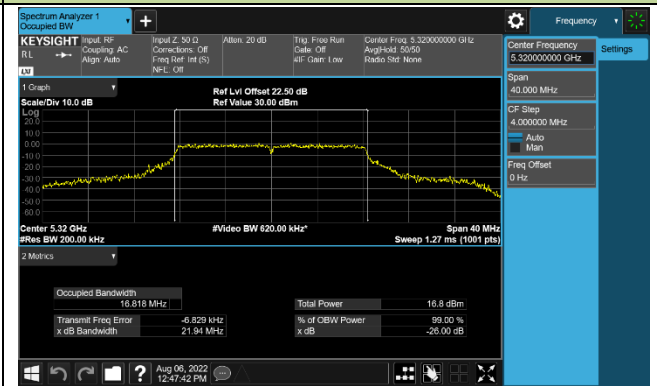 Spectrum Analyzer 1
Occupied BW
Frequency
KEYSIGHT
Input: RF
Input Z: 50 Ω
Atten: 20 dB
Trig: Free Run
Center Freq: 5.320000000 GHz
RL
Coupling: AC
Corrections: Off
Gate: Off
Avg|Hold: 50/50
Align: Auto
Freq Ref: Int (S)
#IF Gain: Low
Radio Std: None
NFE: Off
LXI
Center Frequency
5.320000000 GHz
Settings
Span
40.000 MHz
CF Step
4.000000 MHz
Auto
Man
Freq Offset
0 Hz
1 Graph
Ref Lvl Offset 22.50 dB
Scale/Div 10.0 dB
Ref Value 30.00 dBm
Log
20.0
10.0
0.00
-10.0
-20.0
-30.0
-40.0
-50.0
-60.0
Center 5.32 GHz
#Video BW 620.00 kHz*
Span 40 MHz
#Res BW 200.00 kHz
Sweep 1.27 ms (1001 pts)
2 Metrics
Occupied Bandwidth
16.818 MHz
Total Power
16.8 dBm
Transmit Freq Error
-6.829 kHz
% of OBW Power
99.00 %
x dB Bandwidth
21.94 MHz
x dB
-26.00 dB
Aug 06, 2022
12:47:42 PM